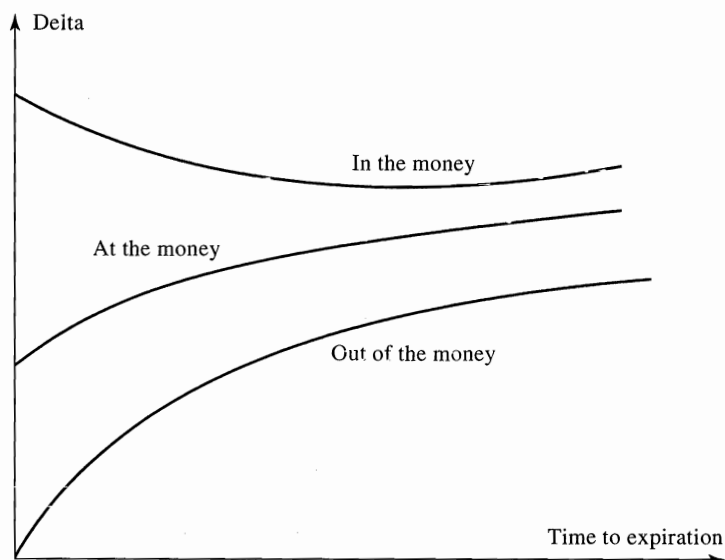 Deita
In the money
At the money
Out of the money
Time to expiration